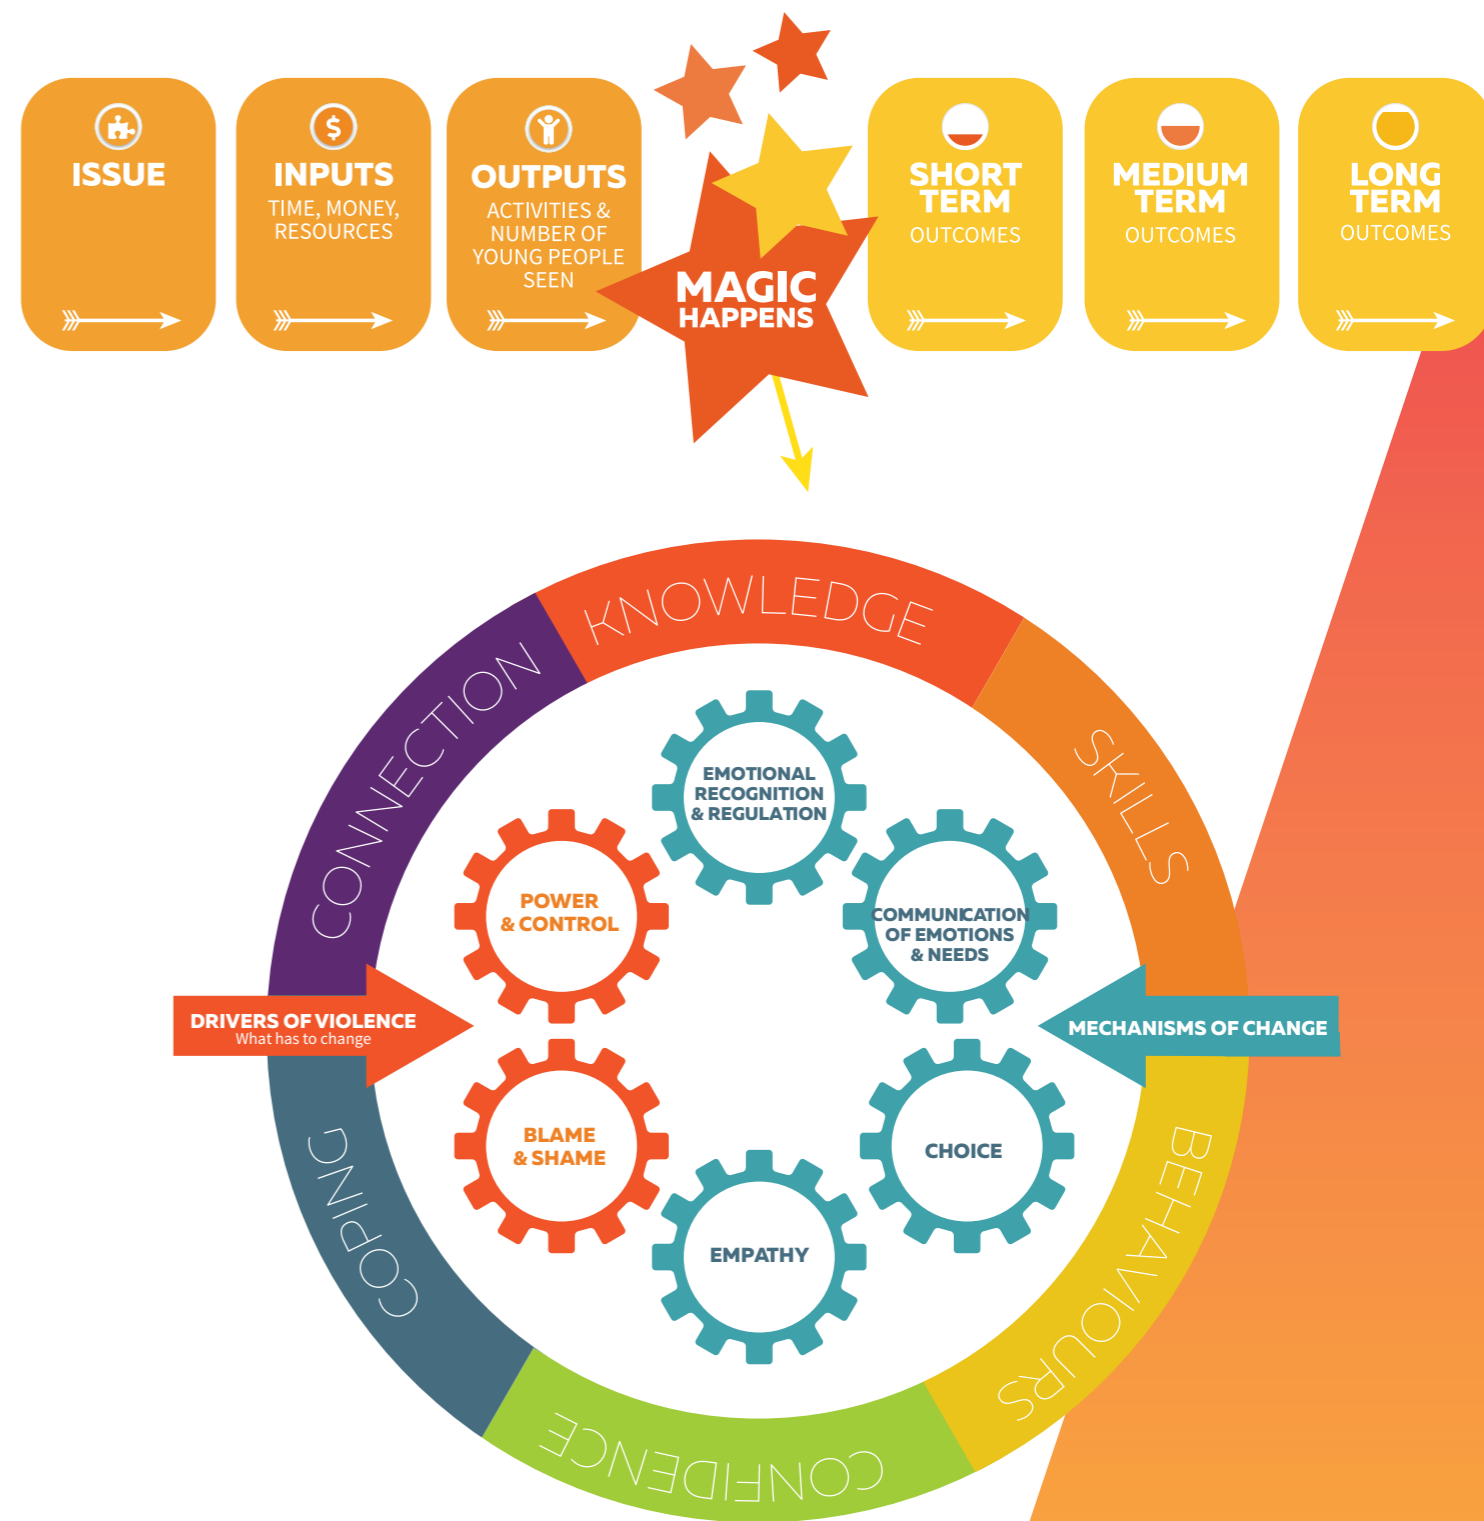 ISSUE
INPUTS
TIME, MONEY,
RESOURCES
OUTPUTS
ACTIVITIES &
NUMBER OF
YOUNG PEOPLE
SEEN
MAGIC
HAPPENS
SHORT
TERM
OUTCOMES
MEDIUM
TERM
OUTCOMES
LONG
TERM
OUTCOMES
KNOWLEDGE
SKILLS
BEHAVIOURS
CONFIDENCE
COPING
CONNECTION
EMOTIONAL
RECOGNITION
& REGULATION
COMMUNICATION
OF EMOTIONS
& NEEDS
CHOICE
EMPATHY
BLAME
& SHAME
POWER
& CONTROL
DRIVERS OF VIOLENCE
What has to change
MECHANISMS OF CHANGE